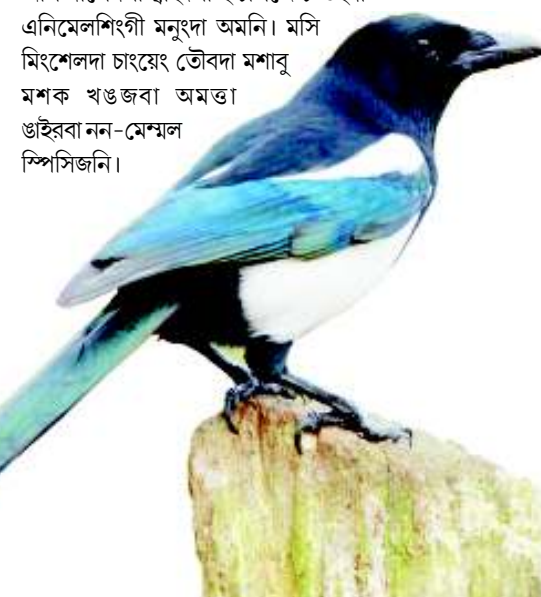 এনিমেলশিংগী মনুংদা অমনি। মসি
মিংশেলদা চাংয়েং তৌবদা মশাবু
মশক খঙজবা অমত্তা
ঙাইরবা নন-মেম্মল
স্পিসিজনি।